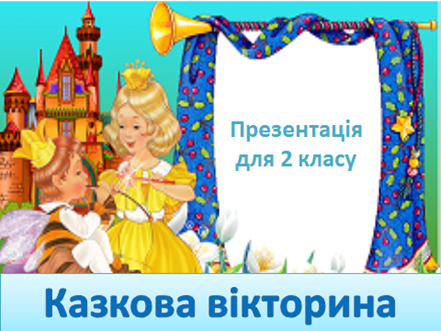 Презентація
для 2 класу
Казкова вікторина